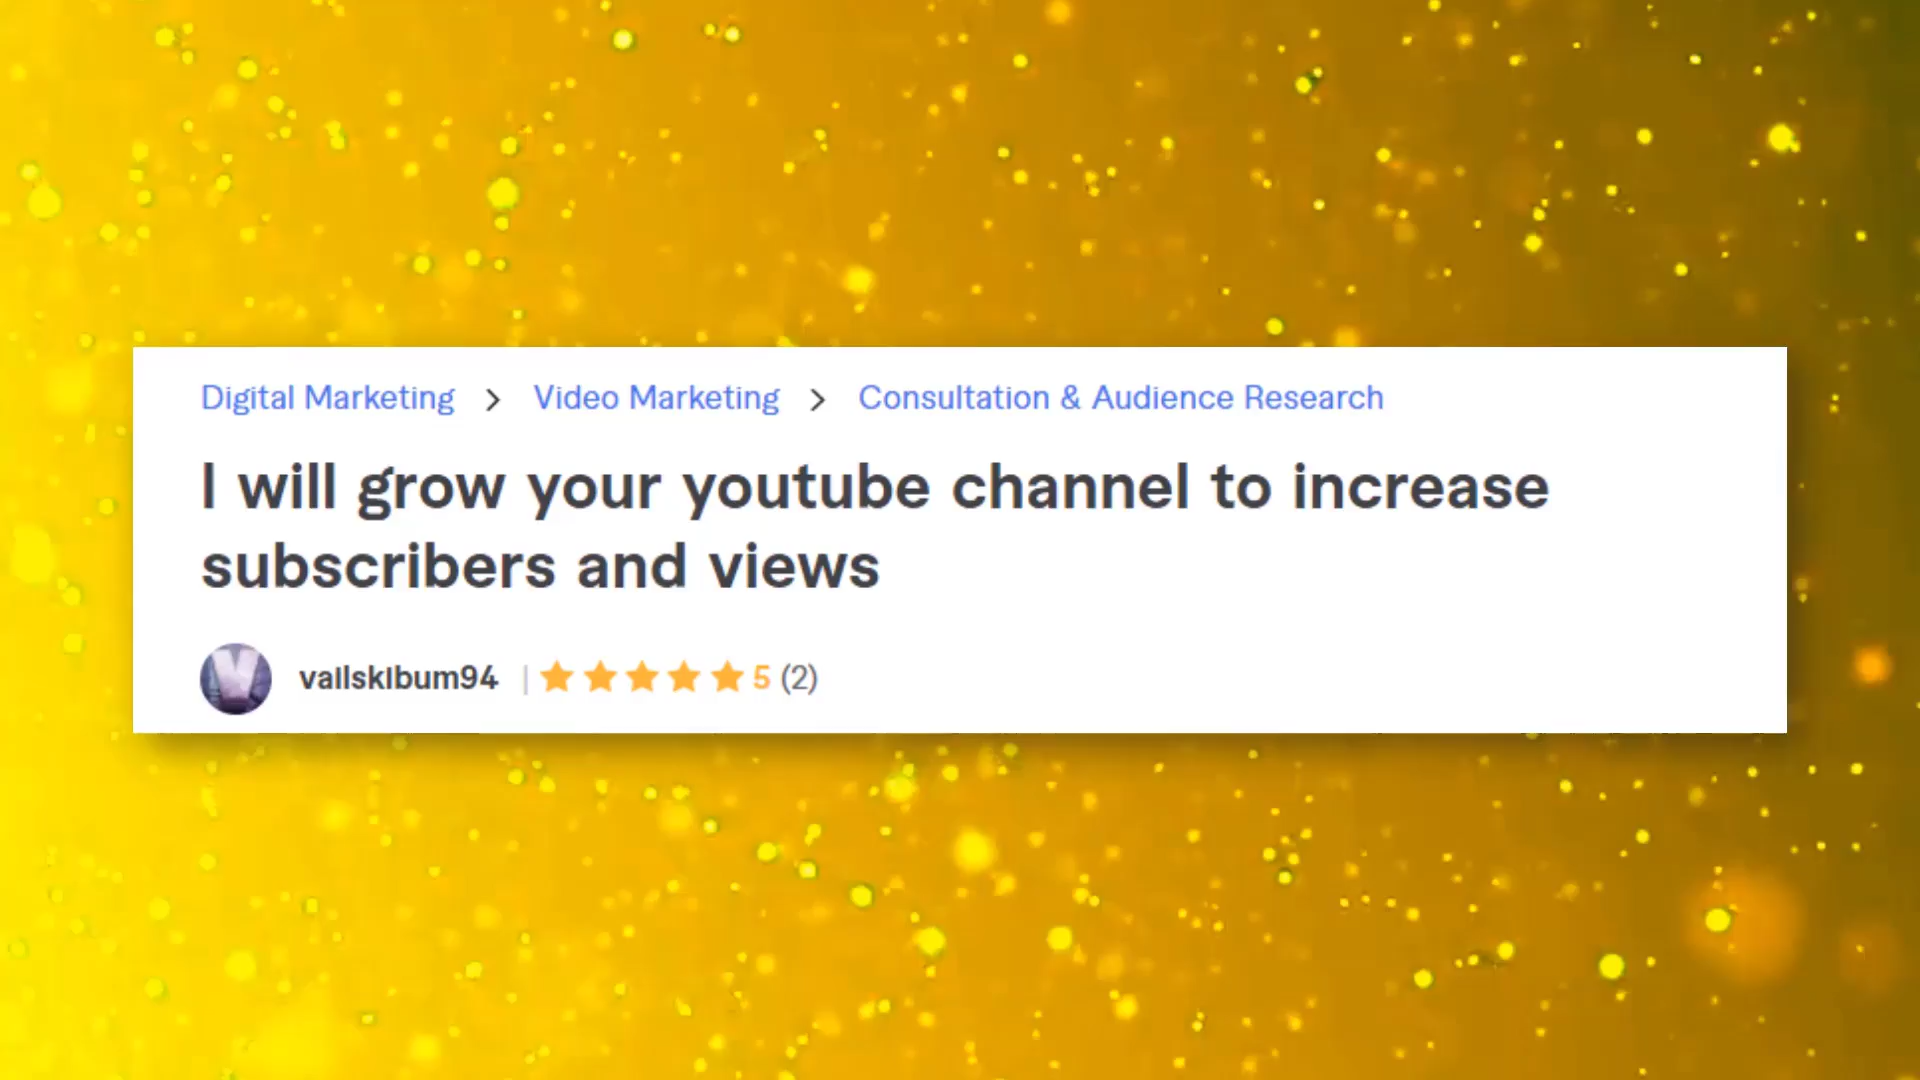 Digital Marketing > Video Marketing > Consultation & Audience Research
I will grow your youtube channel to increase
subscribers and views
vallsklbum94 | ★★★★★ 5 (2)